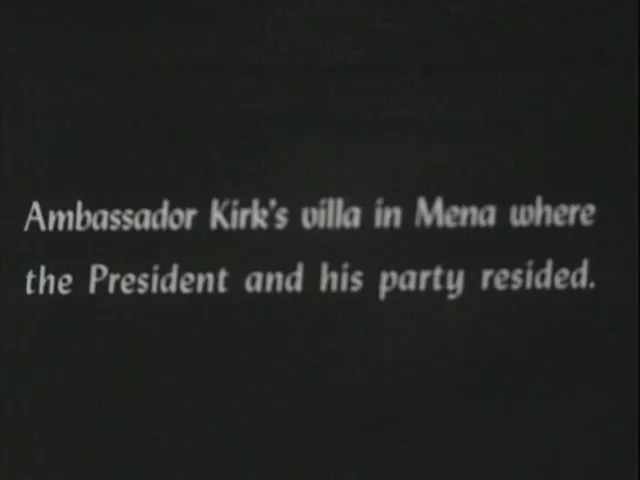 Ambassador Kirk's villa in Mena where
the President and his party resided.